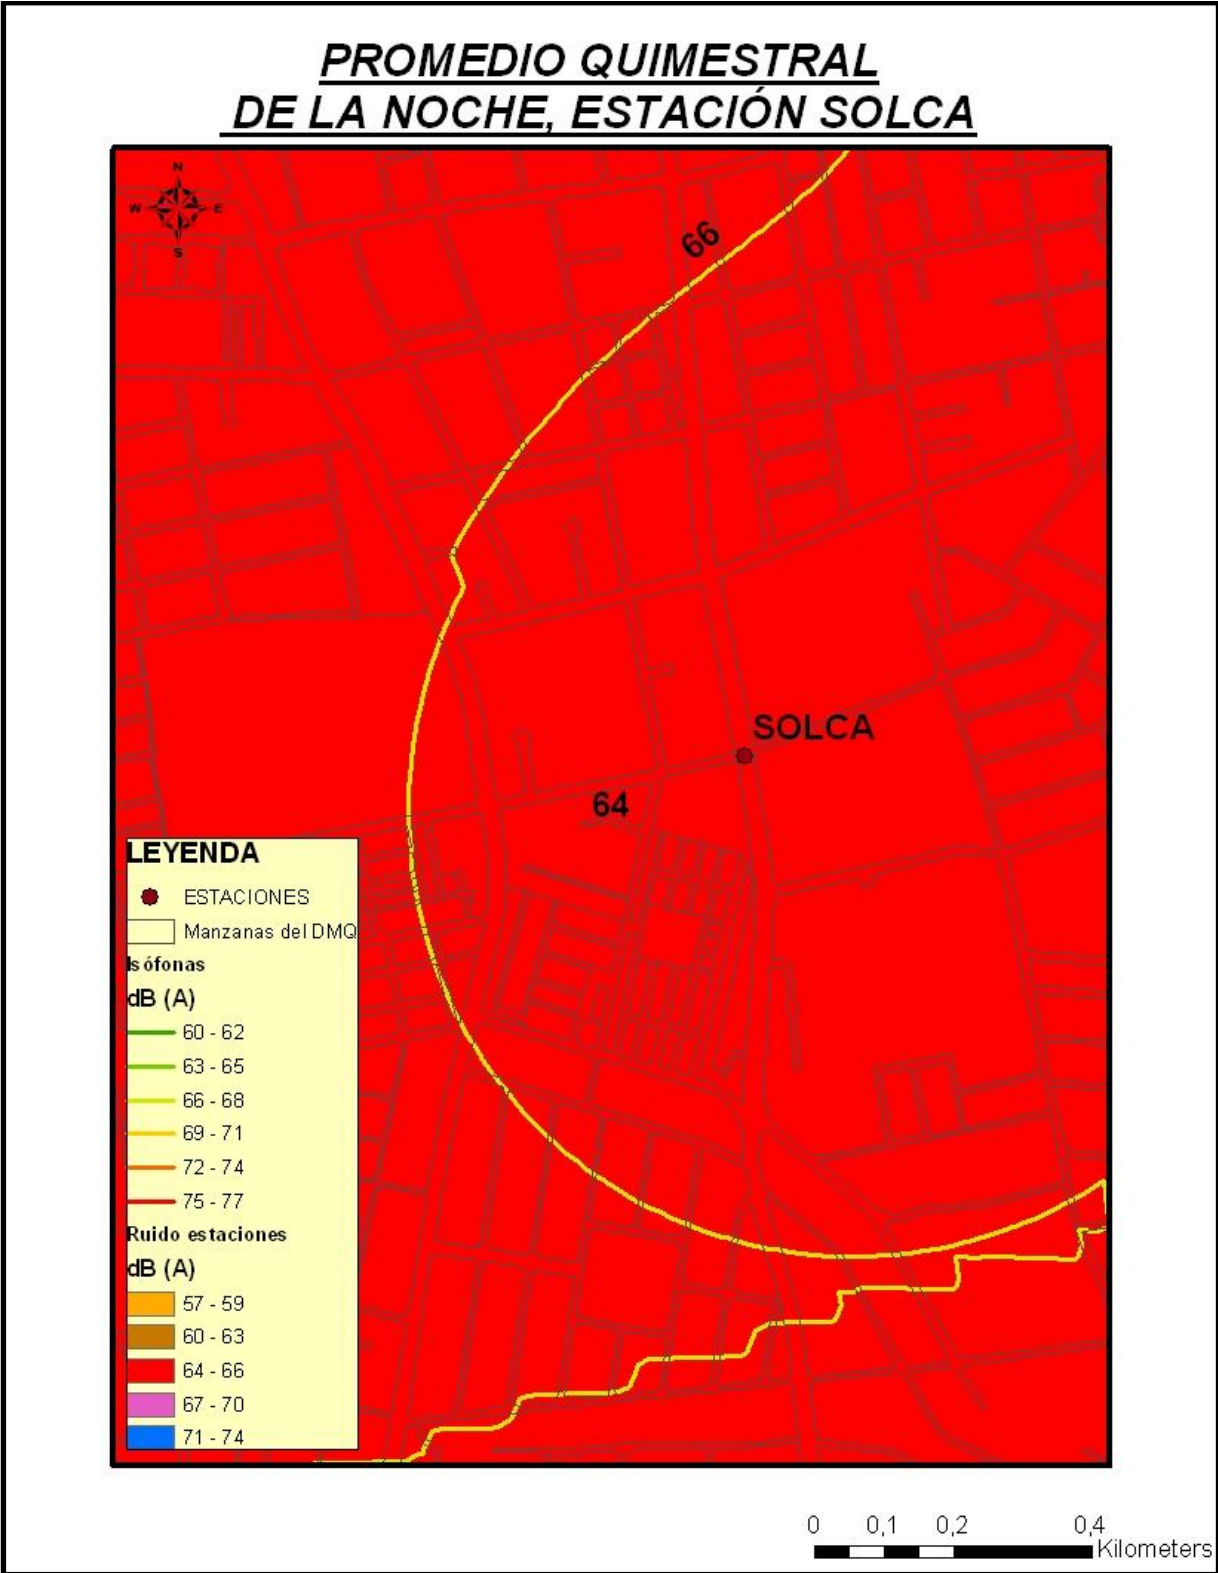 PROMEDIO QUIMESTRAL
DE LA NOCHE, ESTACIÓN SOLCA
N
W E
S
66
SOLCA
64
LEYENDA
ESTACIONES
Manzanas del DMQ
Isófonas
dB (A)
60 - 62
63 - 65
66 - 68
69 - 71
72 - 74
75 - 77
Ruido estaciones
dB (A)
57 - 59
60 - 63
64 - 66
67 - 70
71 - 74
0 0,1 0,2 0,4
Kilometers